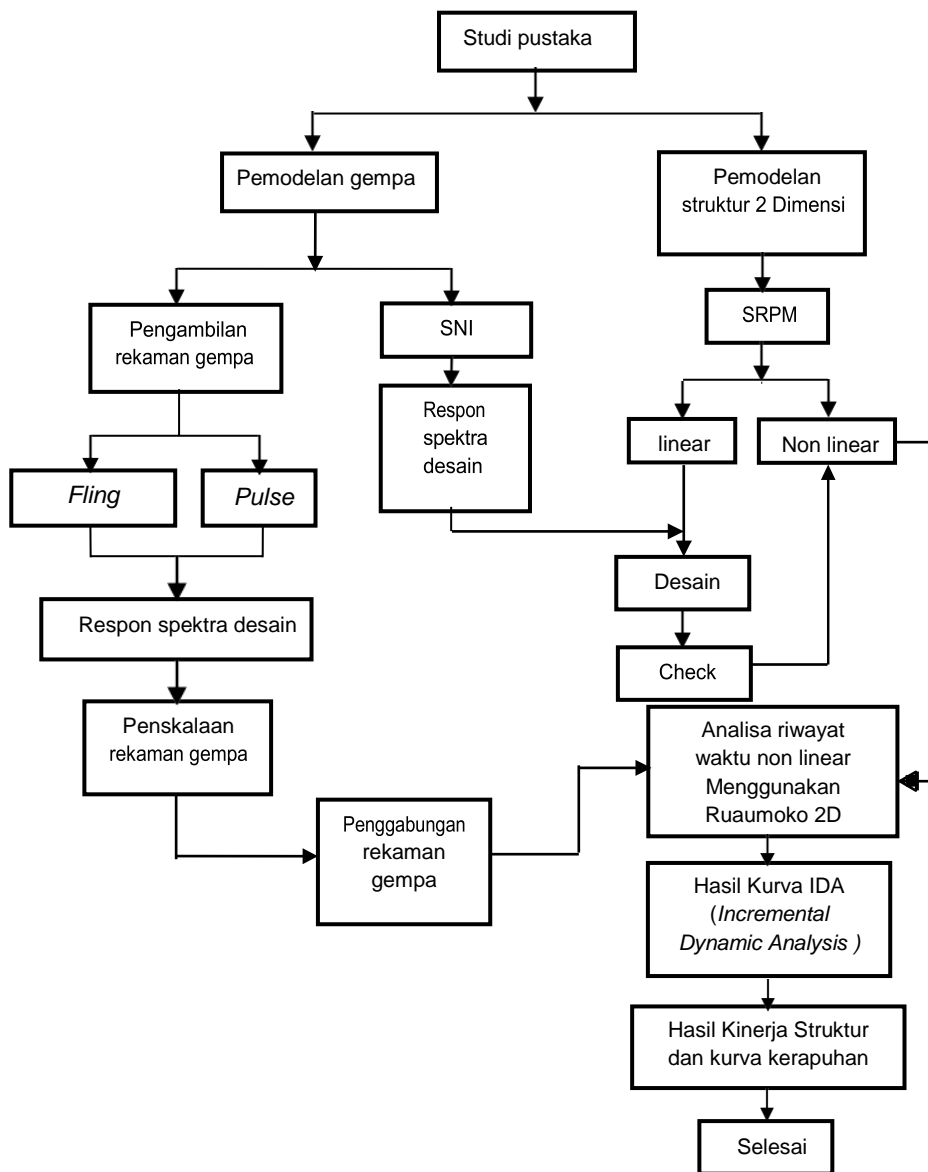 Studi pustaka
Pemodelan gempa
Pemodelan
struktur 2 Dimensi
Pengambilan
rekaman gempa
SNI
SRPM
Respon
spektra
desain
linear
Non linear
Fling
Pulse
Desain
Respon spektra desain
Check
Penskalaan
rekaman gempa
Analisa riwayat
waktu non linear
Menggunakan
Ruaumoko 2D
Penggabungan
rekaman
gempa
Hasil Kurva IDA
(Incremental
Dynamic Analysis )
Hasil Kinerja Struktur
dan kurva kerapuhan
Selesai